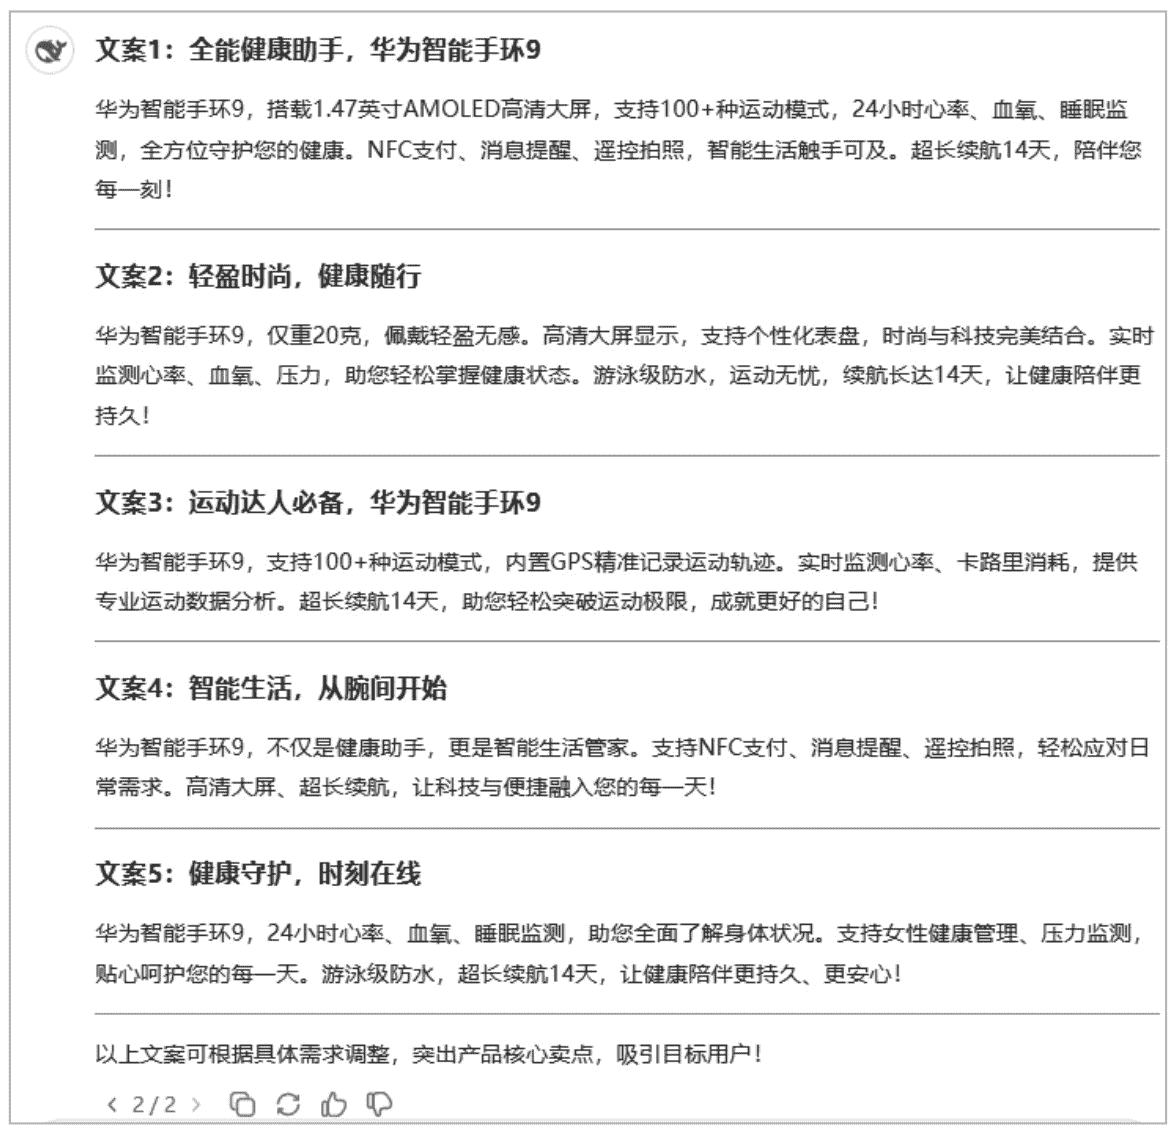 文案1：全能健康助手，华为智能手环9
华为智能手环9，搭载1.47英寸AMOLED高清大屏，支持100+种运动模式，24小时心率、血氧、睡眠监
测，全方位守护您的健康。NFC支付、消息提醒、遥控拍照，智能生活触手可及。超长续航14天，陪伴您
每一刻！
文案2：轻盈时尚，健康随行
华为智能手环9，仅重20克，佩戴轻盈无感。高清大屏显示，支持个性化表盘，时尚与科技完美结合。实时
监测心率、血氧、压力，助您轻松掌握健康状态。游泳级防水，运动无忧，续航长达14天，让健康陪伴更
持久！
文案3：运动达人必备，华为智能手环9
华为智能手环9，支持100+种运动模式，内置GPS精准记录运动轨迹。实时监测心率、卡路里消耗，提供
专业运动数据分析。超长续航14天，助您轻松突破运动极限，成就更好的自己！
文案4：智能生活，从腕间开始
华为智能手环9，不仅是健康助手，更是智能生活管家。支持NFC支付、消息提醒、遥控拍照，轻松应对日
常需求。高清大屏、超长续航，让科技与便捷融入您的每一天！
文案5：健康守护，时刻在线
华为智能手环9，24小时心率、血氧、睡眠监测，助您全面了解身体状况。支持女性健康管理、压力监测，
贴心呵护您的每一天。游泳级防水，超长续航14天，让健康陪伴更持久、更安心！
以上文案可根据具体需求调整，突出产品核心卖点，吸引目标用户！
< 2 / 2 >